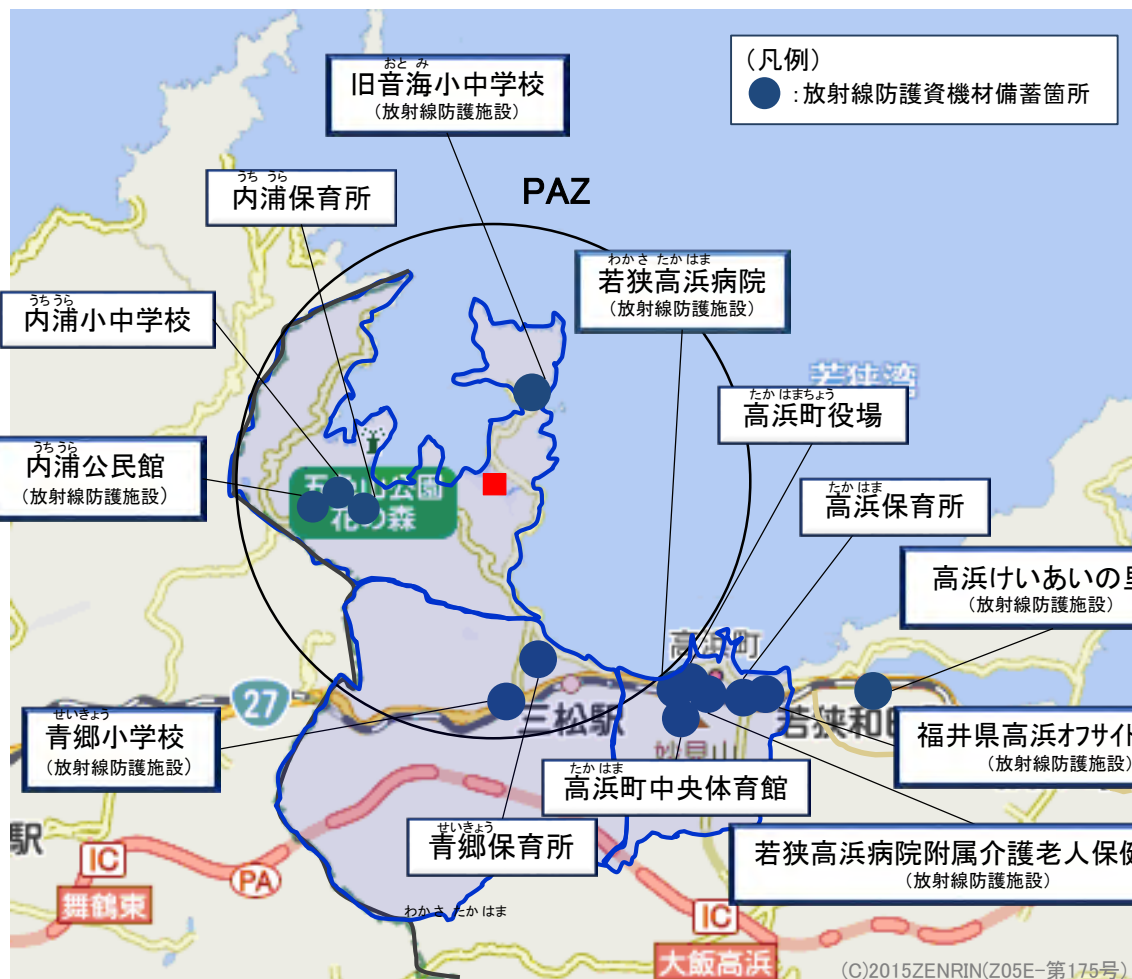 (凡例)
:放射線防護資機材備蓄箇所
おと み
旧音海小中学校
(放射線防護施設)
うち うら
内浦保育所
PAZ
わかさ たかはま
若狭高浜病院
(放射線防護施設)
うちうら
内浦小中学校
若狭湾
たか はまちょう
高浜町役場
うちうら
内浦公民館
(放射線防護施設)
公園
花の森
たか はま
高浜保育所
高浜けいあいの里
(放射線防護施設)
高浜町
27
せいきょう
青郷小学校
(放射線防護施設)
三松駅
若狭和田
妙見山
福井県高浜オフサイト
(放射線防護施設)
たか はま
高浜町中央体育館
せいきょう
青郷保育所
若狭高浜病院附属介護老人保健
(放射線防護施設)
駅
IC
舞鶴東
PA
わかさ たかはま
IC
大飯高浜
(C)2015ZENRIN(Z05E-第175号)